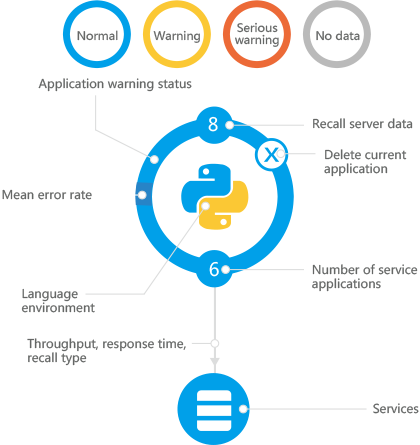 Normal
Warning
Serious
warning
No data
Application warning status
8
Recall server data
X
Delete current
application
Mean error rate
6
Number of service
applications
Language
environment
Throughput, response time,
recall type
Services